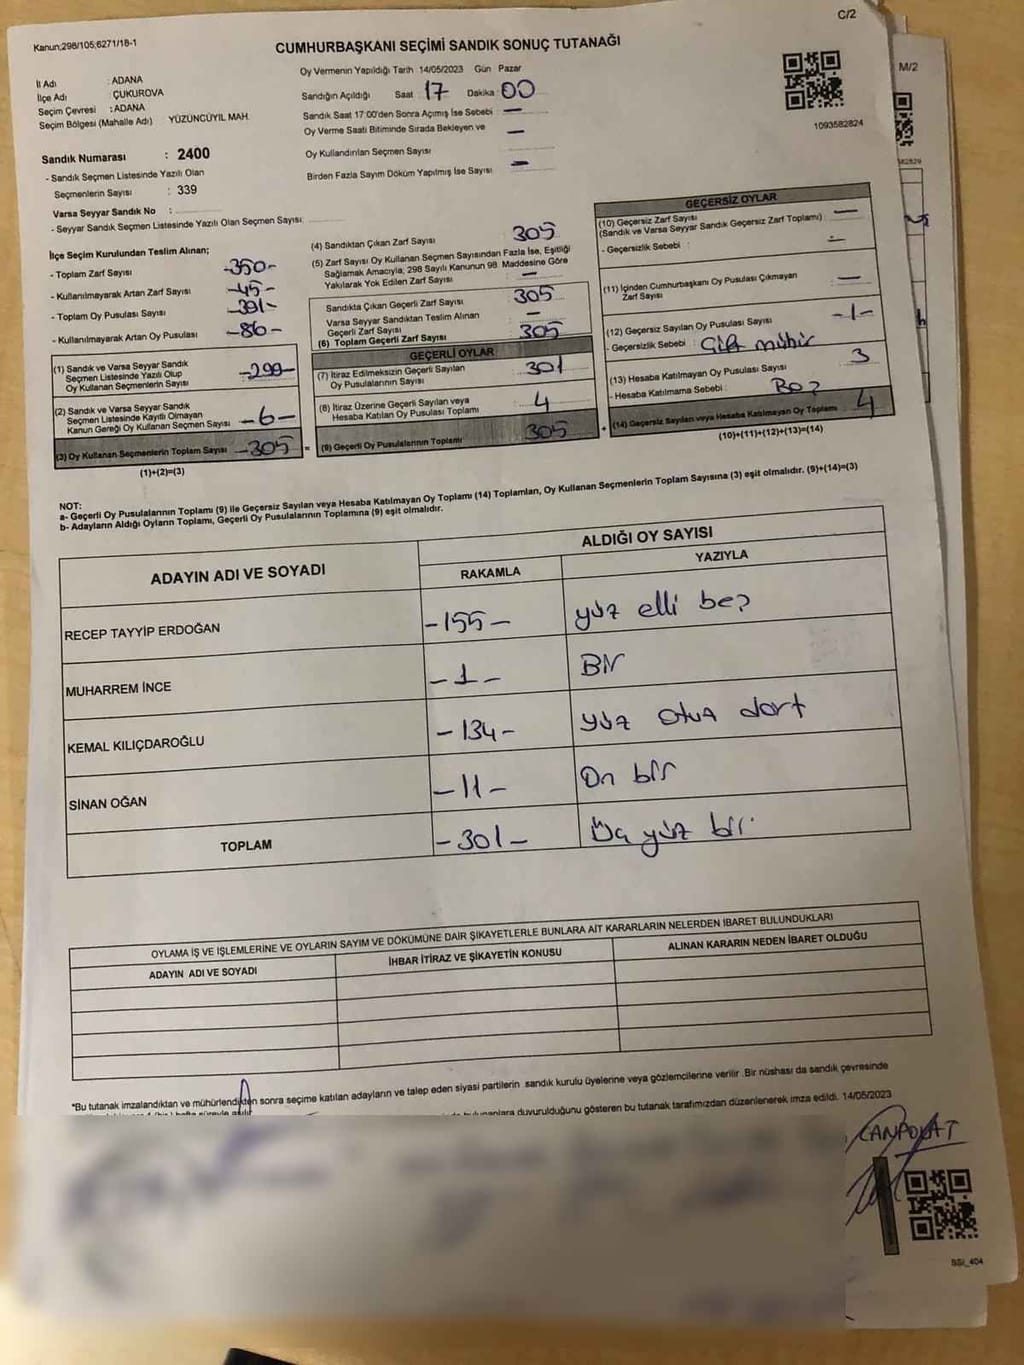 C/2
Kanun:298/105;6271/18-1
CUMHURBAŞKANI SEÇİMİ SANDIK SONUÇ TUTANAĞI
M/2
İl Adı : ADANA
İlçe Adı : ÇUKUROVA
Seçim Çevresi : ADANA
Seçim Bölgesi (Mahalle Adı) YÜZÜNCÜYIL MAH.
Oy Vermenin Yapıldığı Tarih 14/05/2023 Gün Pazar
Sandığın Açıldığı Saat 17 Dakika 00
Sandık Saat 17 00'den Sonra Açımış İse Sebebi —
Oy Verme Saati Bitiminde Sırada Bekleyen ve —
Oy Kullandırılan Seçmen Sayısı
Birden Fazla Sayım Döküm Yapılmış İse Sayısı —
1093582824
Sandık Numarası : 2400
- Sandık Seçmen Listesinde Yazılı Olan
Seçmenlerin Sayısı : 339
Varsa Seyyar Sandık No :
- Seyyar Sandık Seçmen Listesinde Yazılı Olan Seçmen Sayısı:
İlçe Seçim Kurulundan Teslim Alınan;
- Toplam Zarf Sayısı -350-
- Kullanılmayarak Artan Zarf Sayısı -45-
- Toplam Oy Pusulası Sayısı -391-
- Kullanılmayarak Artan Oy Pusulası -86-
(1) Sandık ve Varsa Seyyar Sandık
Seçmen Listesinde Yazılı Olup
Oy Kullanan Seçmenlerin Sayısı -299-
(2) Sandık ve Varsa Seyyar Sandık
Seçmen Listesinde Kayıtlı Olmayan
Kanun Gereği Oy Kullanan Seçmen Sayısı -6-
(3) Oy Kullanan Seçmenlerin Toplam Sayısı -305-
(1)+(2)=(3)
(4) Sandıktan Çıkan Zarf Sayısı 305
(5) Zarf Sayısı Oy Kullanan Seçmen Sayısından Fazla İse, Eşitliği
Sağlamak Amacıyla; 298 Sayılı Kanunun 98. Maddesine Göre
Yakılarak Yok Edilen Zarf Sayısı —
Sandıkta Çıkan Geçerli Zarf Sayısı 305
Varsa Seyyar Sandıktan Teslim Alınan
Geçerli Zarf Sayısı —
(6) Toplam Geçerli Zarf Sayısı 305
GEÇERLİ OYLAR
(7) İtiraz Edilmeksizin Geçerli Sayılan
Oy Pusulalarının Sayısı 301
(8) İtiraz Üzerine Geçerli Sayılan veya
Hesaba Katılan Oy Pusulası Toplamı 4
(9) Geçerli Oy Pusulalarının Toplamı 305
GEÇERSİZ OYLAR
(10) Geçersiz Zarf Sayısı
(Sandık ve Varsa Seyyar Sandık Geçersiz Zarf Toplamı) : —
- Geçersizlik Sebebi : —
(11) İçinden Cumhurbaşkanı Oy Pusulası Çıkmayan
Zarf Sayısı —
(12) Geçersiz Sayılan Oy Pusulası Sayısı -1-
- Geçersizlik Sebebi : Çift mühür
(13) Hesaba Katılmayan Oy Pusulası Sayısı 3
- Hesaba Katılmama Sebebi : Boş
(14) Geçersiz Sayılan veya Hesaba Katılmayan Oy Toplamı 4
(10)+(11)+(12)+(13)=(14)
NOT:
a- Geçerli Oy Pusulalarının Toplamı (9) ile Geçersiz Sayılan veya Hesaba Katılmayan Oy Toplamı (14) Toplamları, Oy Kullanan Seçmenlerin Toplam Sayısına (3) eşit olmalıdır. (9)+(14)=(3)
b- Adayların Aldığı Oyların Toplamı, Geçerli Oy Pusulalarının Toplamına (9) eşit olmalıdır.
ADAYIN ADI VE SOYADI
ALDIĞI OY SAYISI
RAKAMLA YAZIYLA
RECEP TAYYİP ERDOĞAN -155- yüz elli beş
MUHARREM İNCE -1- BİR
KEMAL KILIÇDAROĞLU -134- yüz otuz dört
SİNAN OĞAN -11- On bir
TOPLAM -301- Üç yüz bir
OYLAMA İŞ VE İŞLEMLERİNE VE OYLARIN SAYIM VE DÖKÜMÜNE DAİR ŞİKAYETLERLE BUNLARA AİT KARARLARIN NELERDEN İBARET BULUNDUKLARI
ADAYIN ADI VE SOYADI İHBAR İTİRAZ VE ŞİKAYETİN KONUSU ALINAN KARARIN NEDEN İBARET OLDUĞU
*Bu tutanak imzalandıktan ve mühürlendikten sonra seçime katılan adayların ve talep eden siyasi partilerin sandık kurulu üyelerine veya gözlemcilerine verilir. Bir nüshası da sandık çevresinde
duyurulduğunu gösteren bu tutanak tarafımızdan düzenlenerek imza edildi. 14/05/2023
CANPOLAT
SSI_404